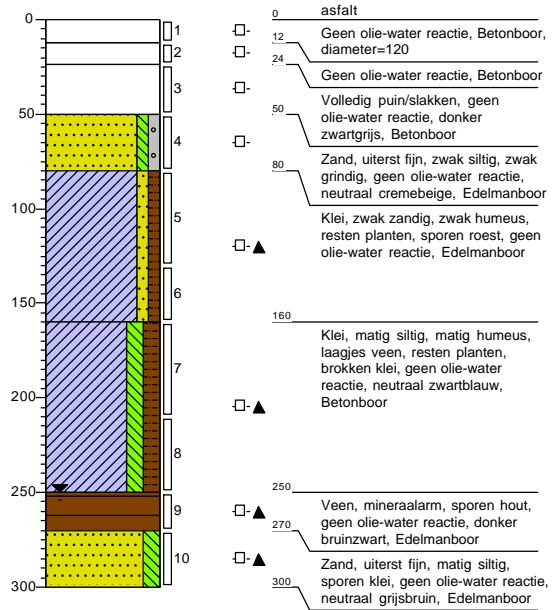 0
50
100
150
200
250
300
1
2
3
4
5
6
7
8
9
10
0
asfalt
12
Geen olie-water reactie, Betonboor,
diameter=120
24
Geen olie-water reactie, Betonboor
50
Volledig puin/slakken, geen
olie-water reactie, donker
zwartgrijs, Betonboor
80
Zand, uiterst fijn, zwak siltig, zwak
grindig, geen olie-water reactie,
neutraal cremebeige, Edelmanboor
Klei, zwak zandig, zwak humeus,
resten planten, sporen roest, geen
olie-water reactie, Edelmanboor
160
Klei, matig siltig, matig humeus,
laagjes veen, resten planten,
brokken klei, geen olie-water
reactie, neutraal zwartblauw,
Betonboor
250
Veen, mineraalarm, sporen hout,
geen olie-water reactie, donker
bruinzwart, Edelmanboor
270
Zand, uiterst fijn, matig siltig,
sporen klei, geen olie-water reactie,
neutraal grijsbruin, Edelmanboor
300